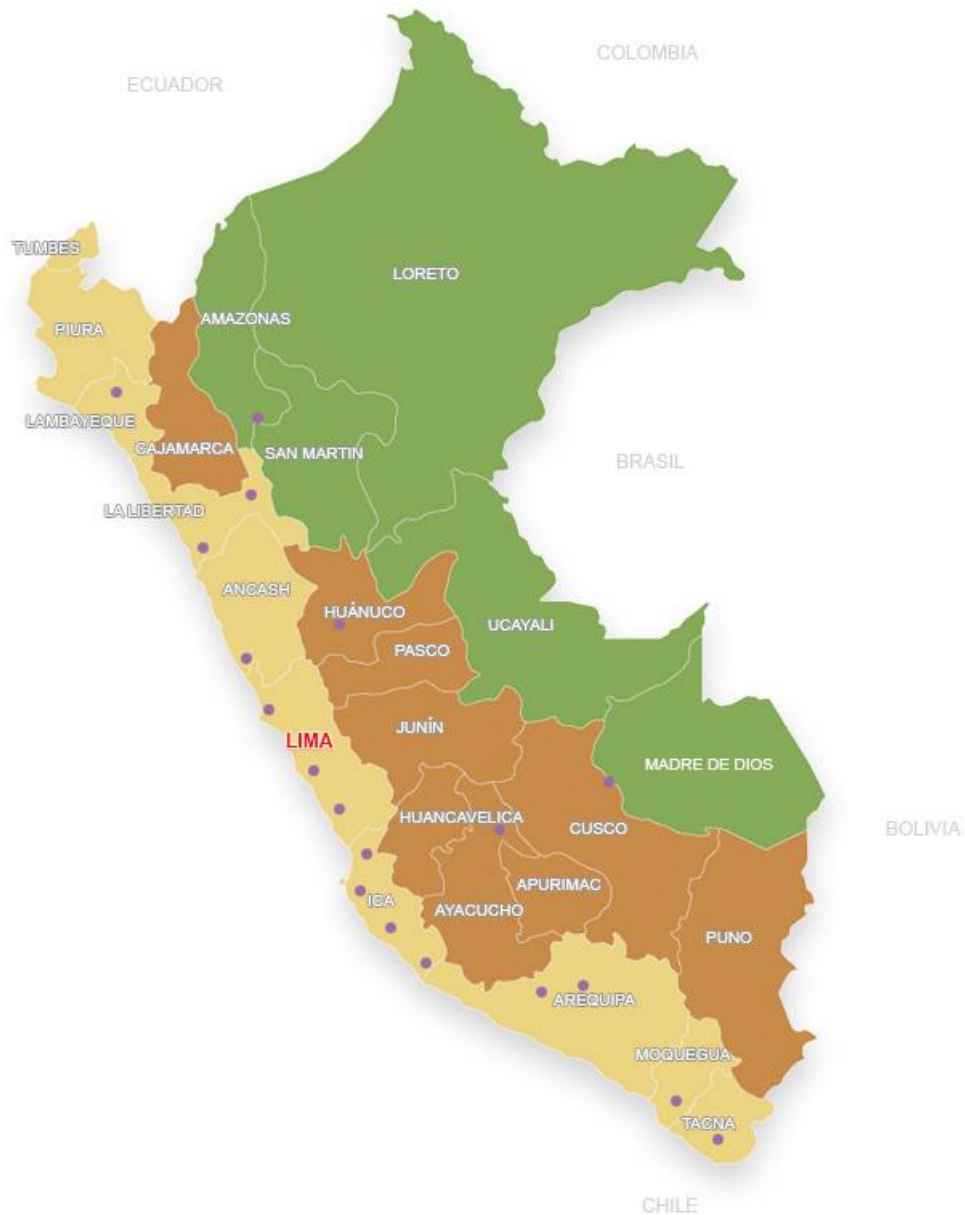 COLOMBIA
ECUADOR
TUMBES
LORETO
AMAZONAS
PIURA
LAMBAYEQUE
CAJAMARCA
SAN MARTIN
BRASIL
LA LIBERTAD
ANCASH
HUÁNUCO
UCAYALI
PASCO
JUNÍN
LIMA
MADRE DE DIOS
HUANCAVELICA
CUSCO
BOLIVIA
APURIMAC
ICA
AYACUCHO
PUNO
AREQUIPA
MOQUEGUA
TACNA
CHILE